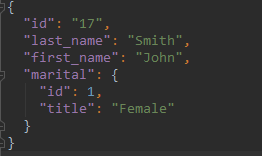 {
  "id": "17",
  "last_name": "Smith",
  "first_name": "John",
  "marital": {
    "id": 1,
    "title": "Female"
  }
}